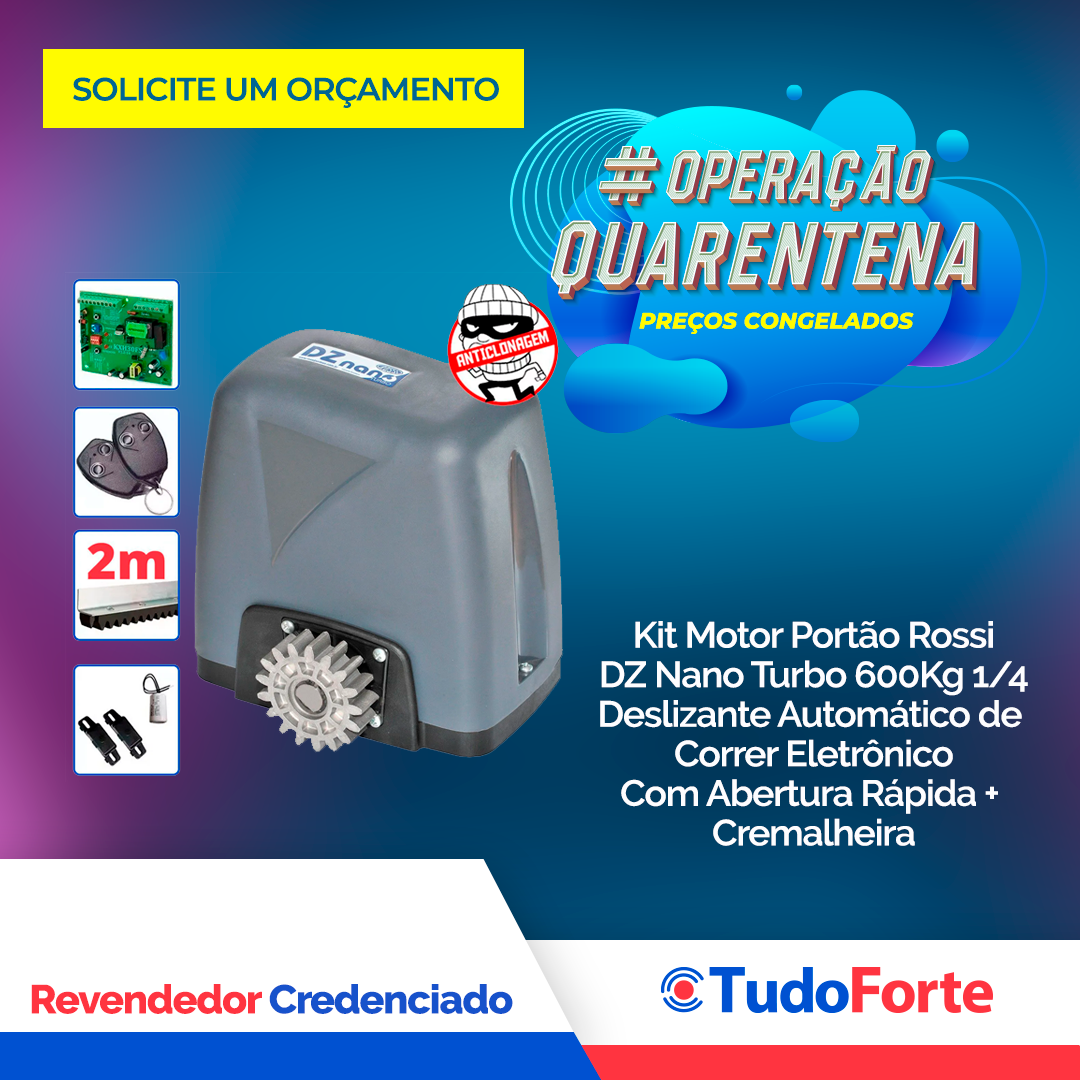 SOLICITE UM ORÇAMENTO
#OPERAÇÃO
QUARENTENA
PREÇOS CONGELADOS
ANTICLONAGEM
DZ nano
2m
Kit Motor Portão Rossi
DZ Nano Turbo 600Kg 1/4
Deslizante Automático de
Correr Eletrônico
Com Abertura Rápida +
Cremalheira
Revendedor Credenciado
TudoForte